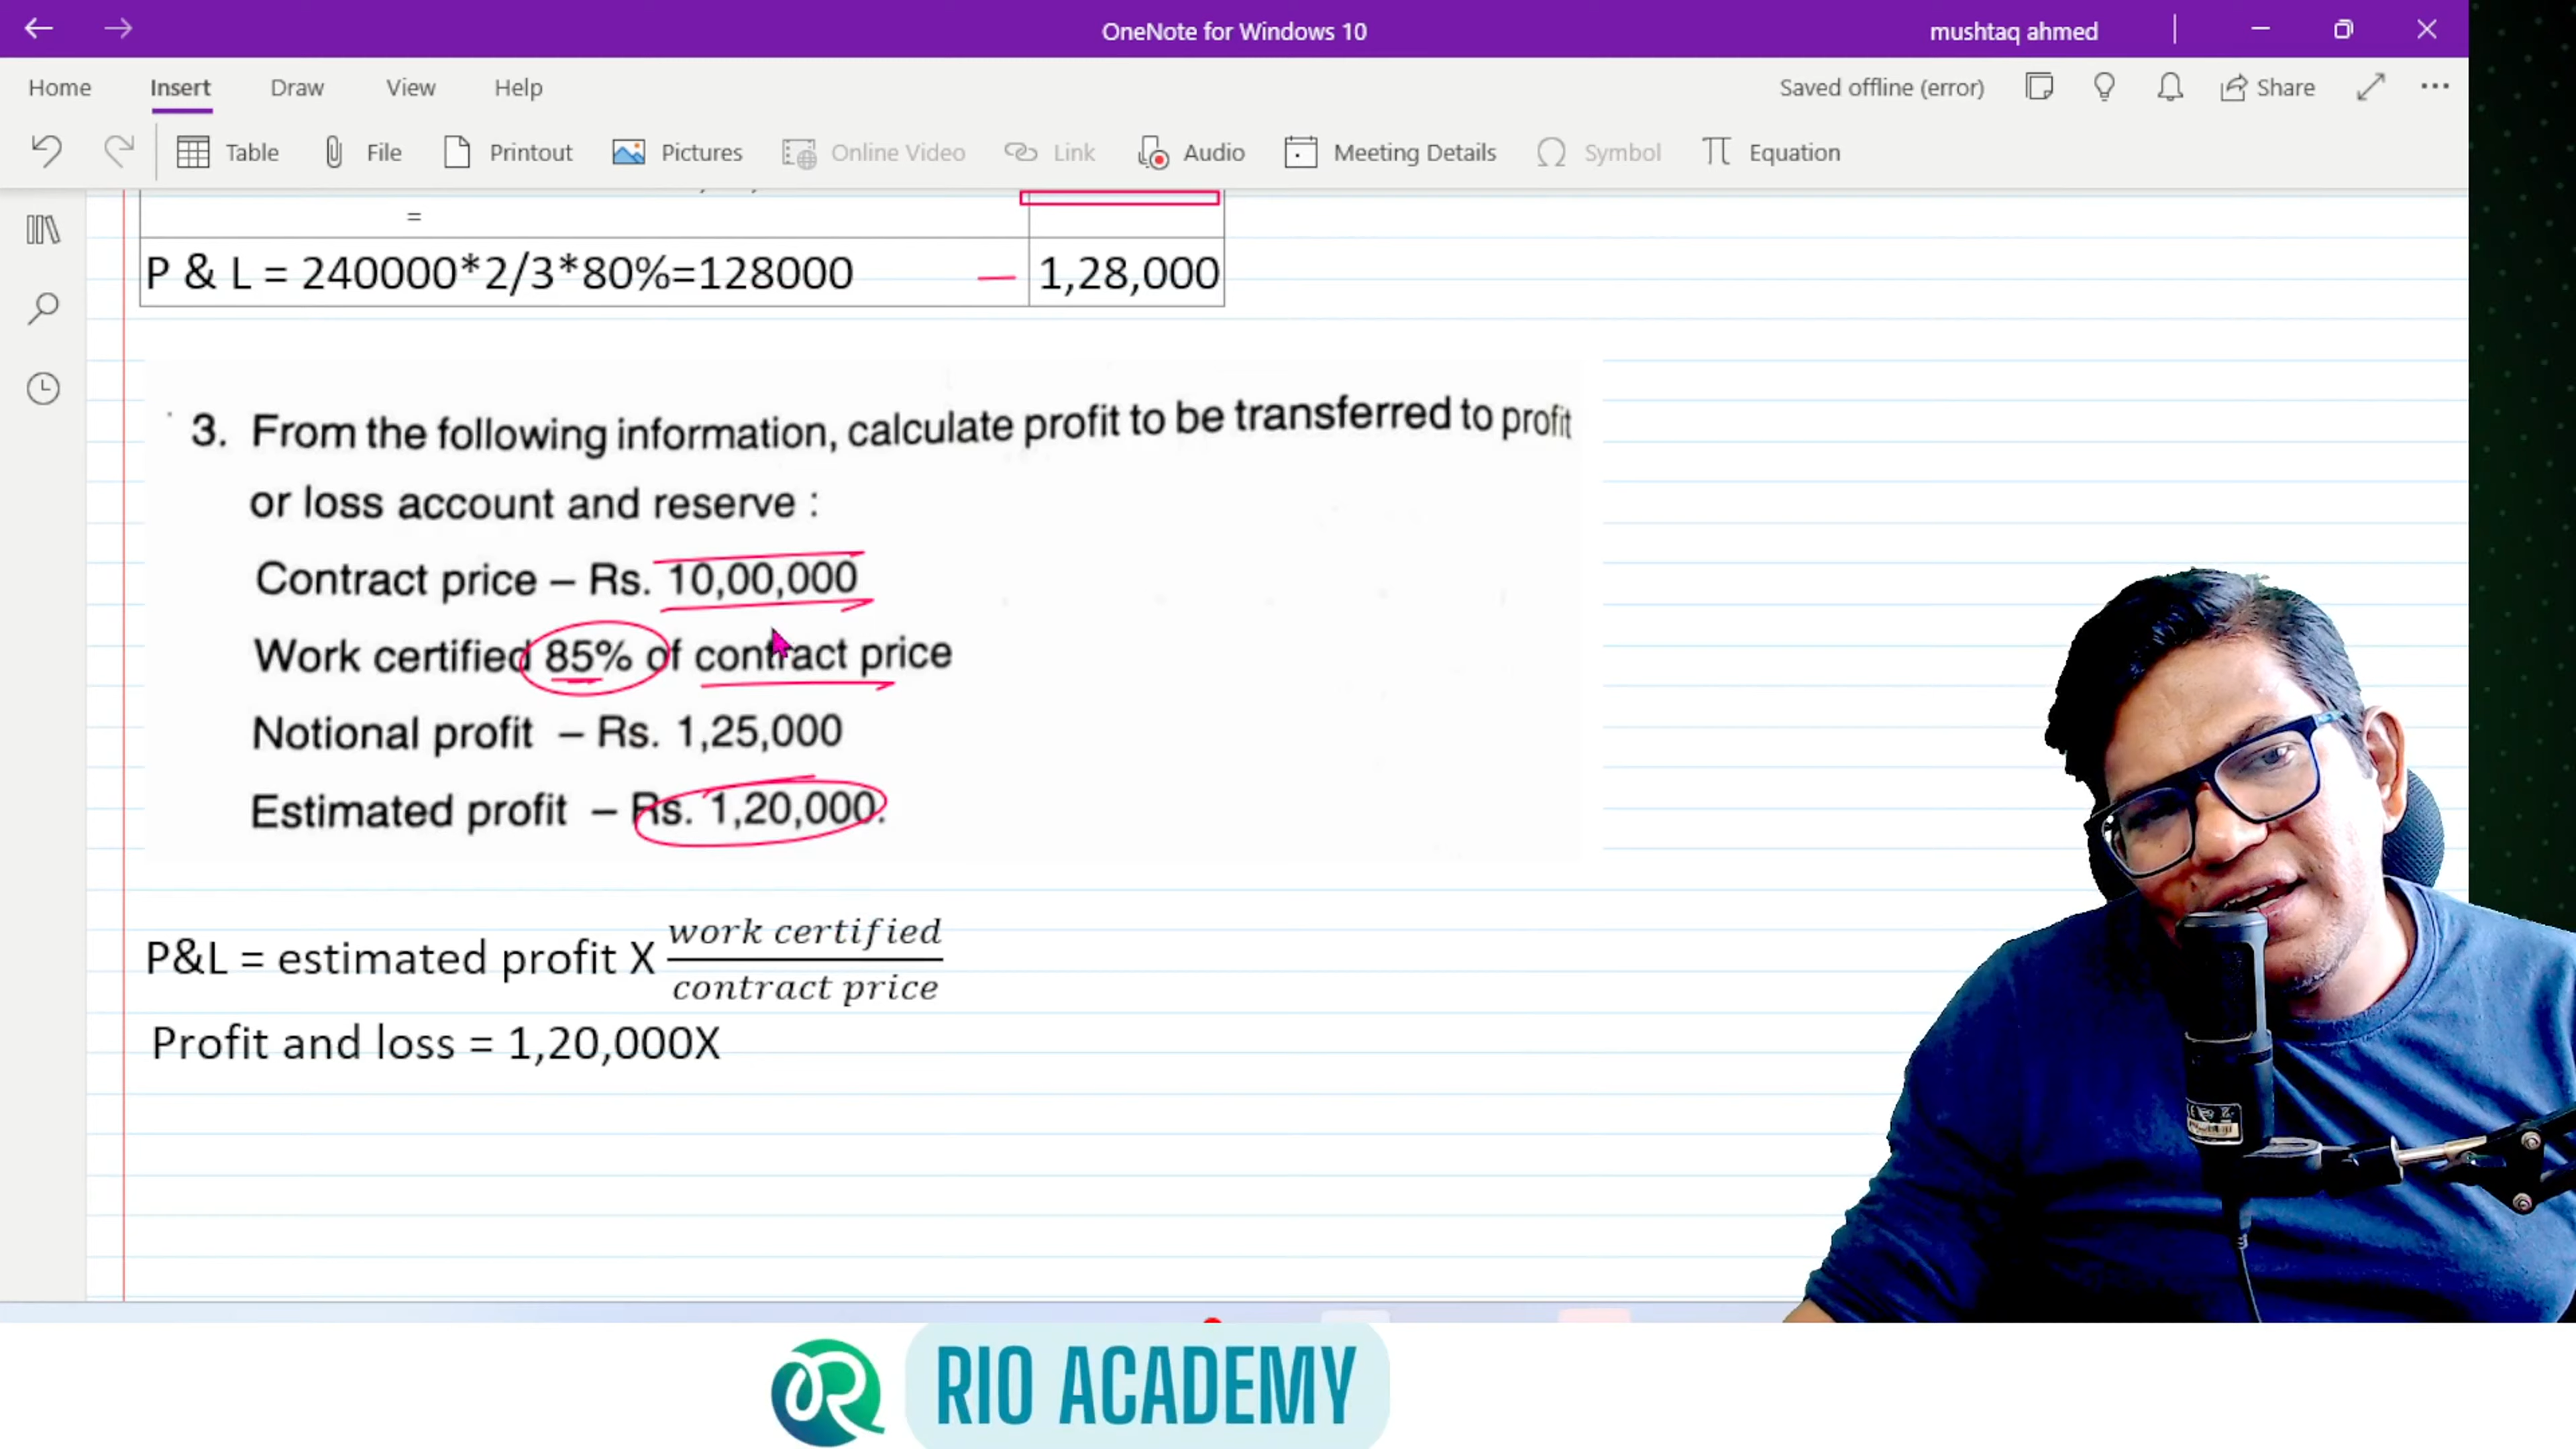 OneNote for Windows 10
mushtaq ahmed
Home Insert Draw View Help
Saved offline (error) Share
Table File Printout Pictures Online Video Link Audio Meeting Details Symbol Equation
=
P & L = 240000*2/3*80%=128000 1,28,000
3. From the following information, calculate profit to be transferred to profit
or loss account and reserve :
Contract price – Rs. 10,00,000
Work certified 85% of contract price
Notional profit – Rs. 1,25,000
Estimated profit – Rs. 1,20,000.
P&L = estimated profit X work certified
contract price
Profit and loss = 1,20,000X
RIO ACADEMY